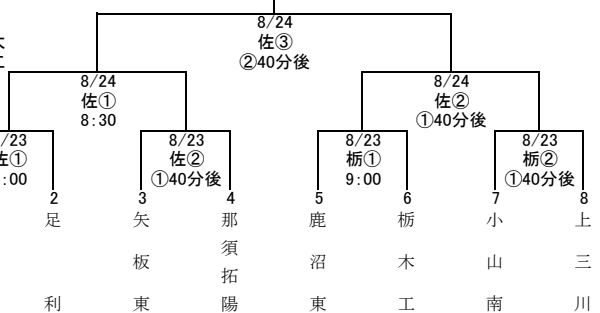 8/24
佐③
②40分後
8/24
佐①
8:30
8/24
佐②
①40分後
/23
佐①
:00
8/23
佐②
①40分後
8/23
栃①
9:00
8/23
栃②
①40分後
2
3
4
5
6
7
8
足利
矢板東
那須拓陽
鹿沼東
栃木工
小山南
上三川